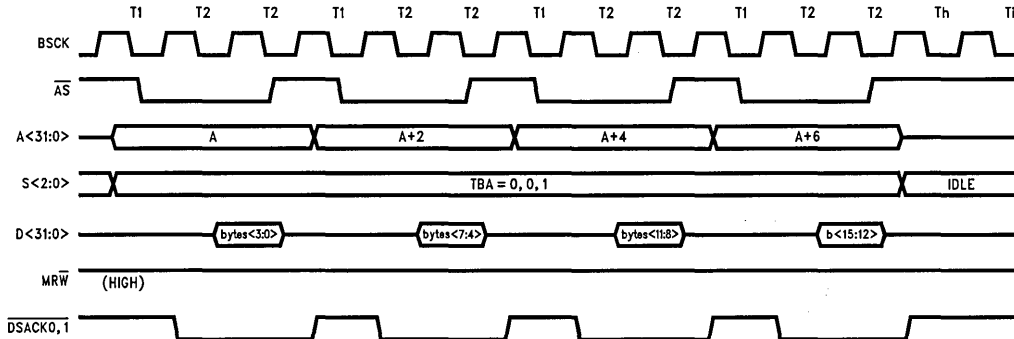 T1 T2 T2 T1 T2 T2 T1 T2 T2 T1 T2 T2 Th Ti
BSCK
AS
A<31:0> A A+2 A+4 A+6
S<2:0> TBA = 0, 0, 1 IDLE
D<31:0> bytes<3:0> bytes<7:4> bytes<11:8> b<15:12>
MRW (HIGH)
DSACK0, 1